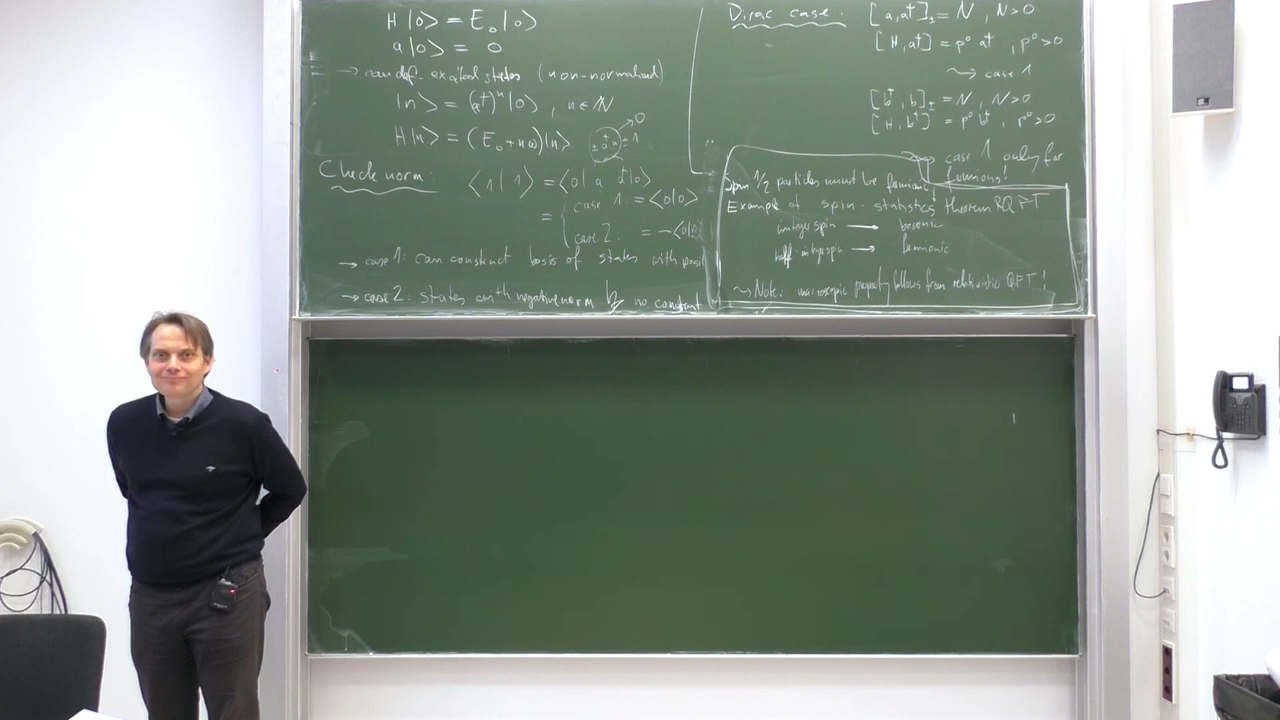 H|0> = E₀|0>
a|0> = 0
→ can def. excited states (non-normalized)
|n> = (a†)ⁿ|0> , n ∈ ℕ
H|n> = (E₀+nω)|n>
0
Check norm: <1|1> = <0|a a†|0>
= { case 1: = <0|0>
case 2: = -<0|0>
→ case 1: can construct basis of states with posi
→ case 2: states with negative norm ↯ no constant
Dirac case: [a,a†]± = N , N>0
[H,a†] = p⁰ a† , p⁰>0
⇝ case 1
[b†,b]± = N , N>0
[H,b†] = p⁰ b† , p⁰>0
⇝ case 1 only for
fermions!
Spin 1/2 particles must be fermions!
Example of spin-statistics theorem RQFT
integer spin → bosonic
half-integer spin → fermionic
⇝ Note: macroscopic property follows from relativistic QFT!